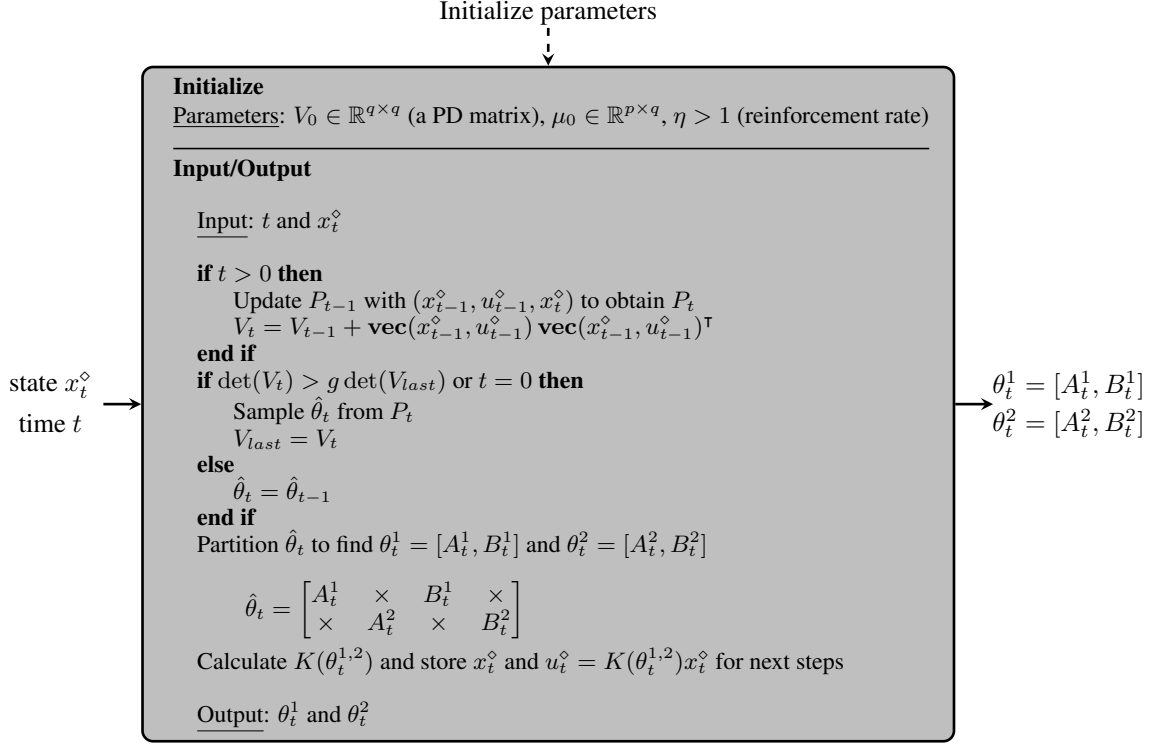 Initialize parameters
Initialize
Parameters: V_0 ∈ ℝ^{q×q} (a PD matrix), μ_0 ∈ ℝ^{p×q}, η > 1 (reinforcement rate)
Input/Output
Input: t and x_t^⋄
if t > 0 then
Update P_{t−1} with (x_{t−1}^⋄, u_{t−1}^⋄, x_t^⋄) to obtain P_t
V_t = V_{t−1} + vec(x_{t−1}^⋄, u_{t−1}^⋄) vec(x_{t−1}^⋄, u_{t−1}^⋄)^⊺
end if
if det(V_t) > g det(V_{last}) or t = 0 then
Sample θ̂_t from P_t
V_{last} = V_t
else
θ̂_t = θ̂_{t−1}
end if
Partition θ̂_t to find θ_t^1 = [A_t^1, B_t^1] and θ_t^2 = [A_t^2, B_t^2]
θ̂_t = [A_t^1 × B_t^1 ×
× A_t^2 × B_t^2]
Calculate K(θ_t^{1,2}) and store x_t^⋄ and u_t^⋄ = K(θ_t^{1,2})x_t^⋄ for next steps
Output: θ_t^1 and θ_t^2
state x_t^⋄
time t
θ_t^1 = [A_t^1, B_t^1]
θ_t^2 = [A_t^2, B_t^2]